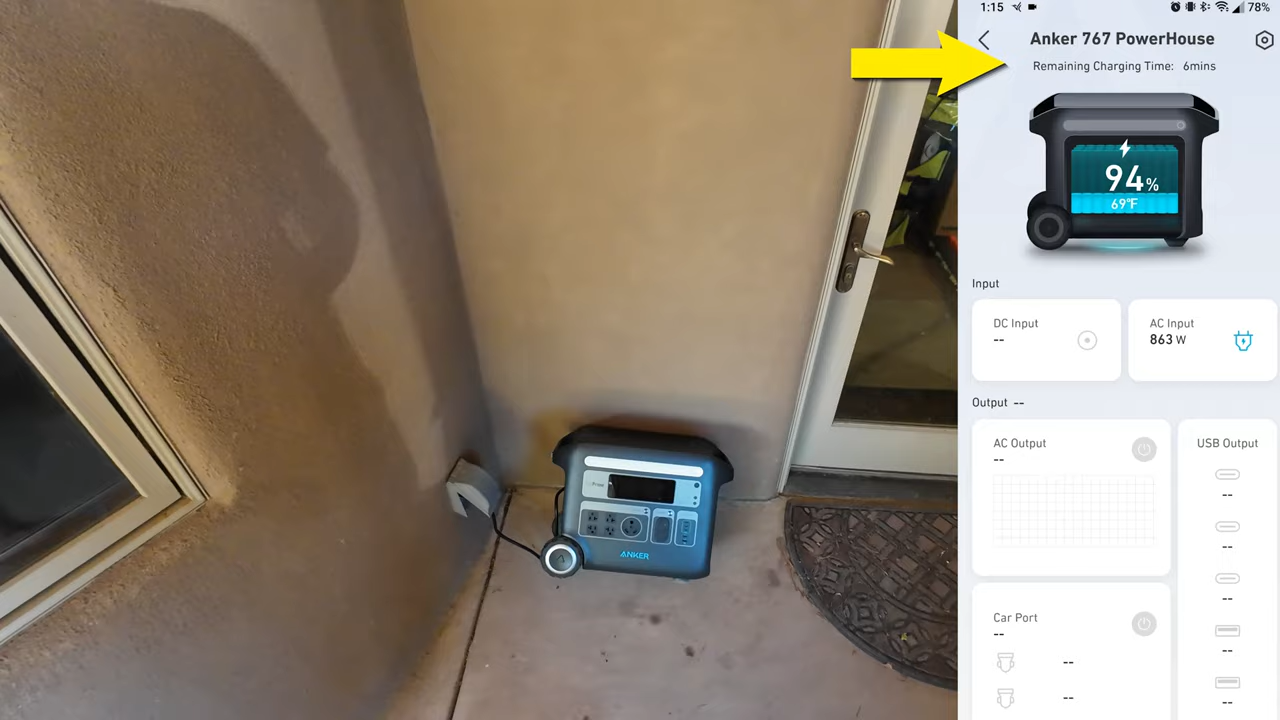 1:15
78%
Anker 767 PowerHouse
Remaining Charging Time: 6mins
94%
69°F
Input
DC Input
--
AC Input
863 W
Output --
AC Output
--
USB Output
--
--
--
--
--
Car Port
--
--
--
ANKER